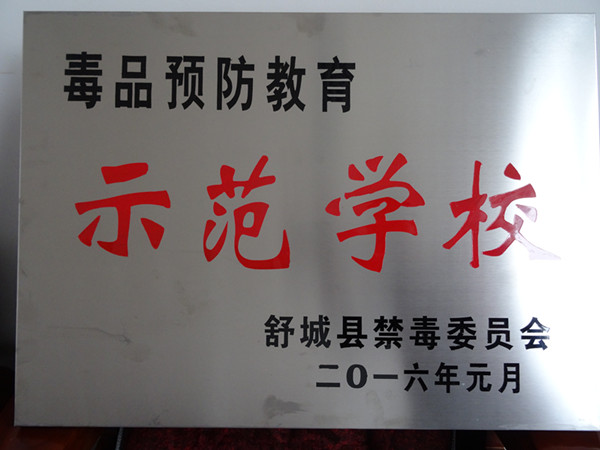 毒品预防教育
示范学校
舒城县禁毒委员会
二0一六年元月